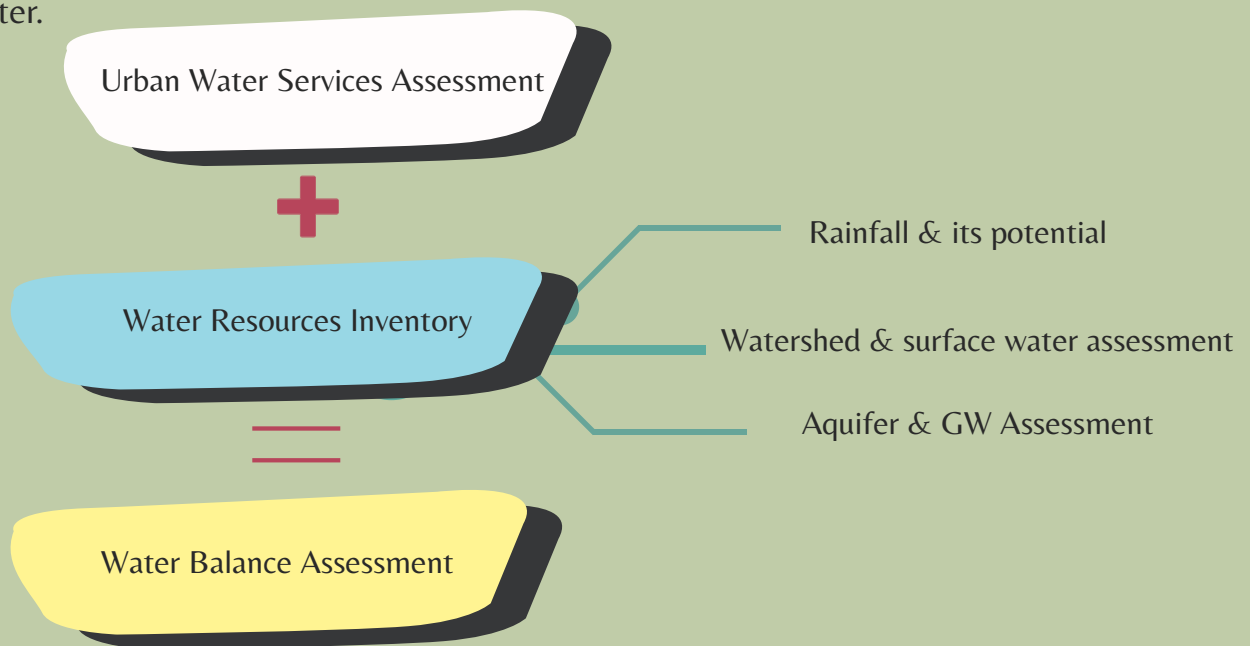 ter.
Urban Water Services Assessment
Rainfall & its potential
Water Resources Inventory
Watershed & surface water assessment
Aquifer & GW Assessment
Water Balance Assessment